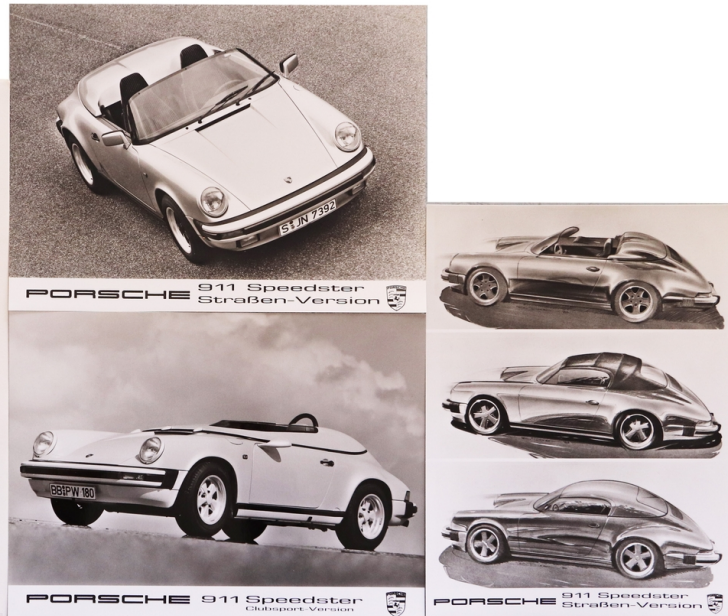 S JN 7392
PORSCHE 911 Speedster
Straßen-Version
BB PW 180
PORSCHE 911 Speedster
Clubsport-Version
PORSCHE 911 Speedster
Straßen-Version